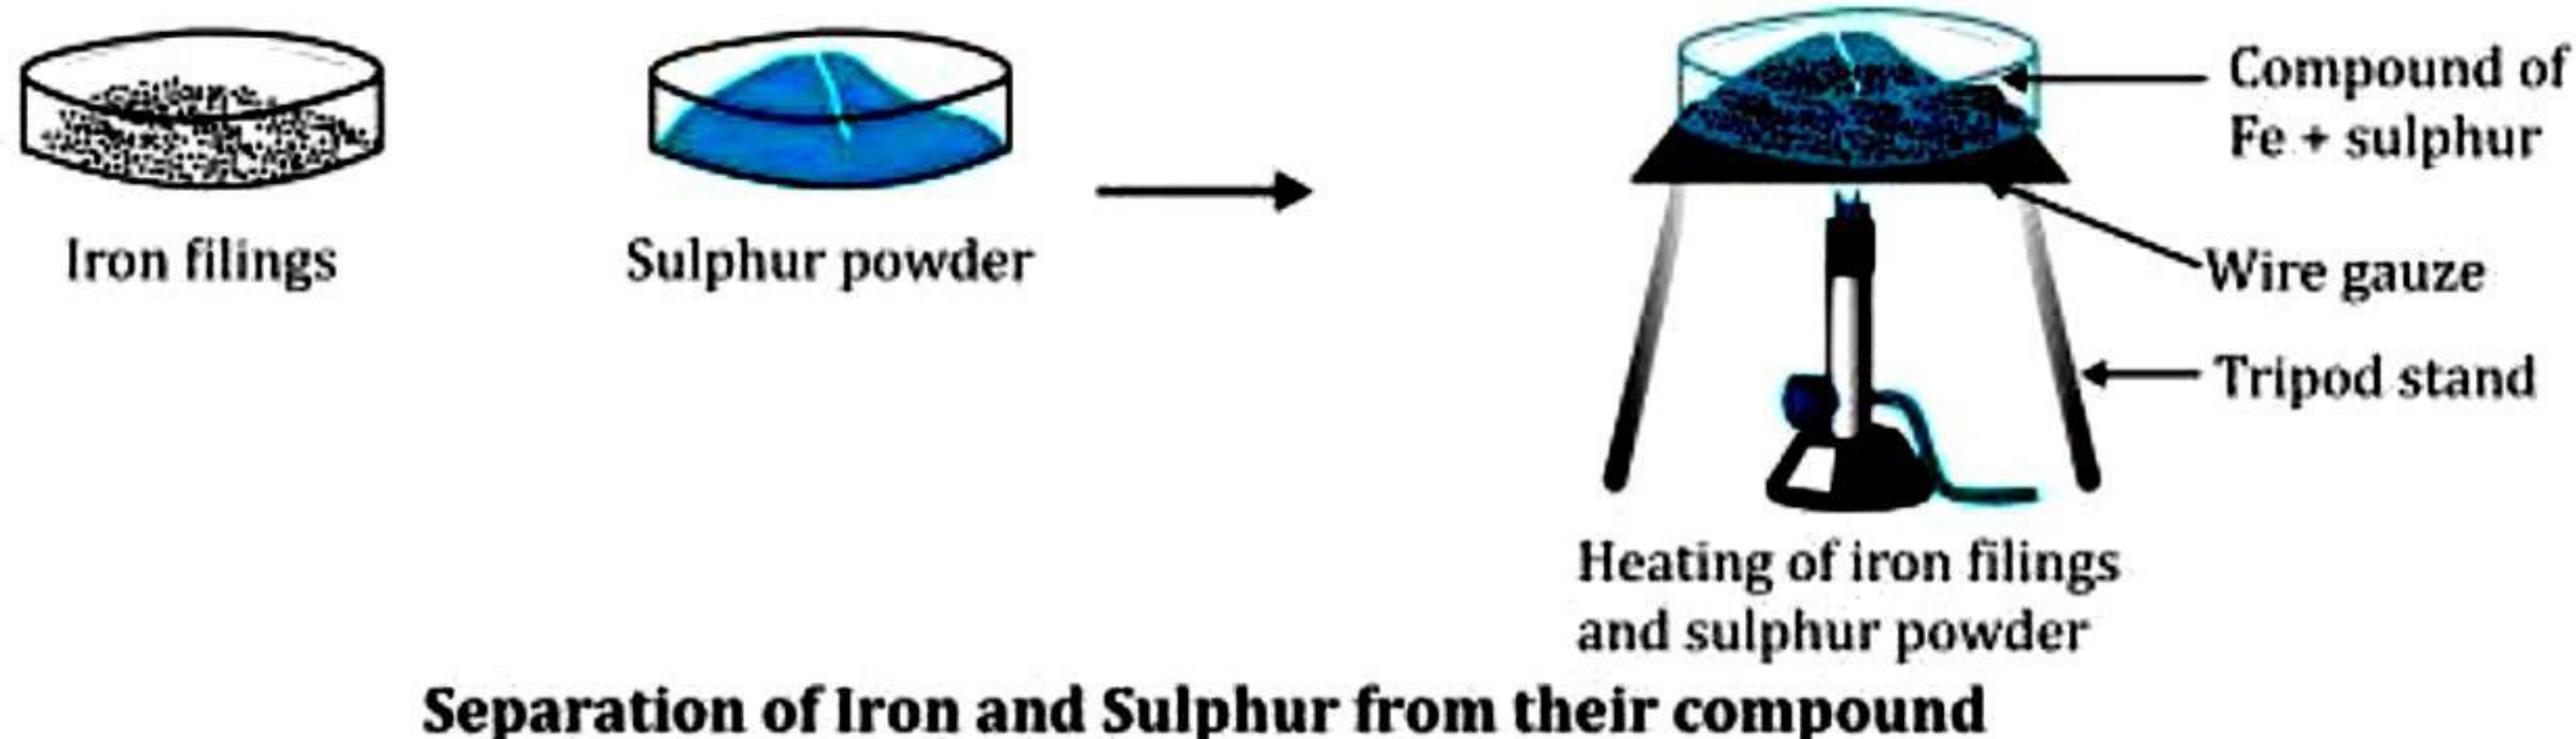 Iron filings
Sulphur powder
Compound of
Fe + sulphur
Wire gauze
Tripod stand
Heating of iron filings
and sulphur powder
Separation of Iron and Sulphur from their compound